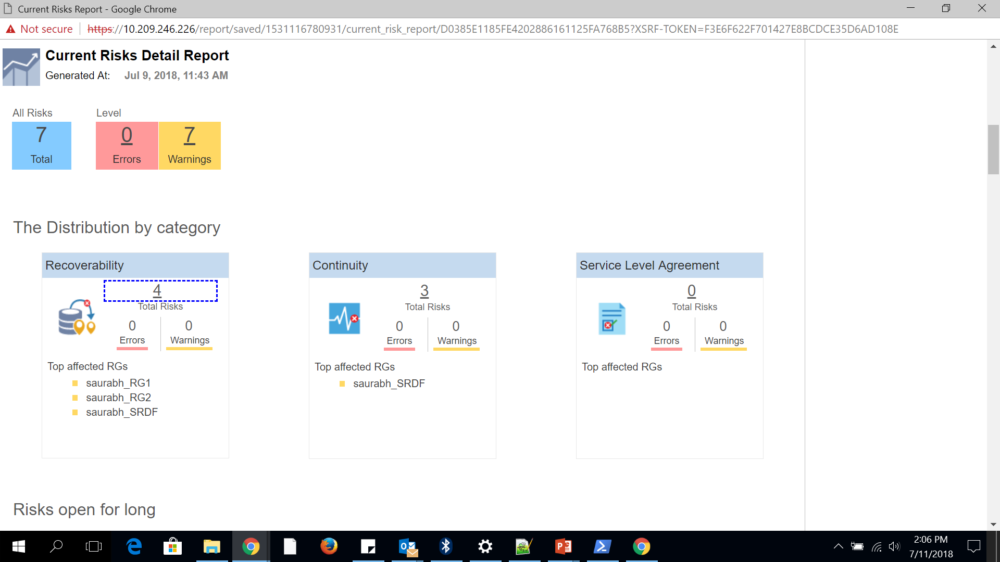 Current Risks Report - Google Chrome
Not secure https://10.209.246.226/report/saved/1531116780931/current_risk_report/D0385E1185FE4202886161125FA768B5?XSRF-TOKEN=F3E6F622F701427E8BCDCE35D6AD108E
Current Risks Detail Report
Generated At: Jul 9, 2018, 11:43 AM
All Risks Level
7 0 7
Total Errors Warnings
The Distribution by category
Recoverability
4
Total Risks
0 0
Errors Warnings
Top affected RGs
saurabh_RG1
saurabh_RG2
saurabh_SRDF
Continuity
3
Total Risks
0 0
Errors Warnings
Top affected RGs
saurabh_SRDF
Service Level Agreement
0
Total Risks
0 0
Errors Warnings
Top affected RGs
Risks open for long
2:06 PM
7/11/2018